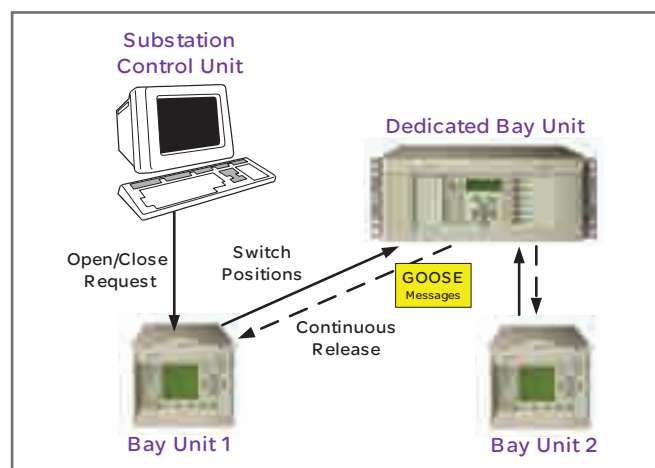 Substation
Control Unit
Dedicated Bay Unit
Open/Close
Request
Switch
Positions
GOOSE
Messages
Continuous
Release
Bay Unit 1
Bay Unit 2